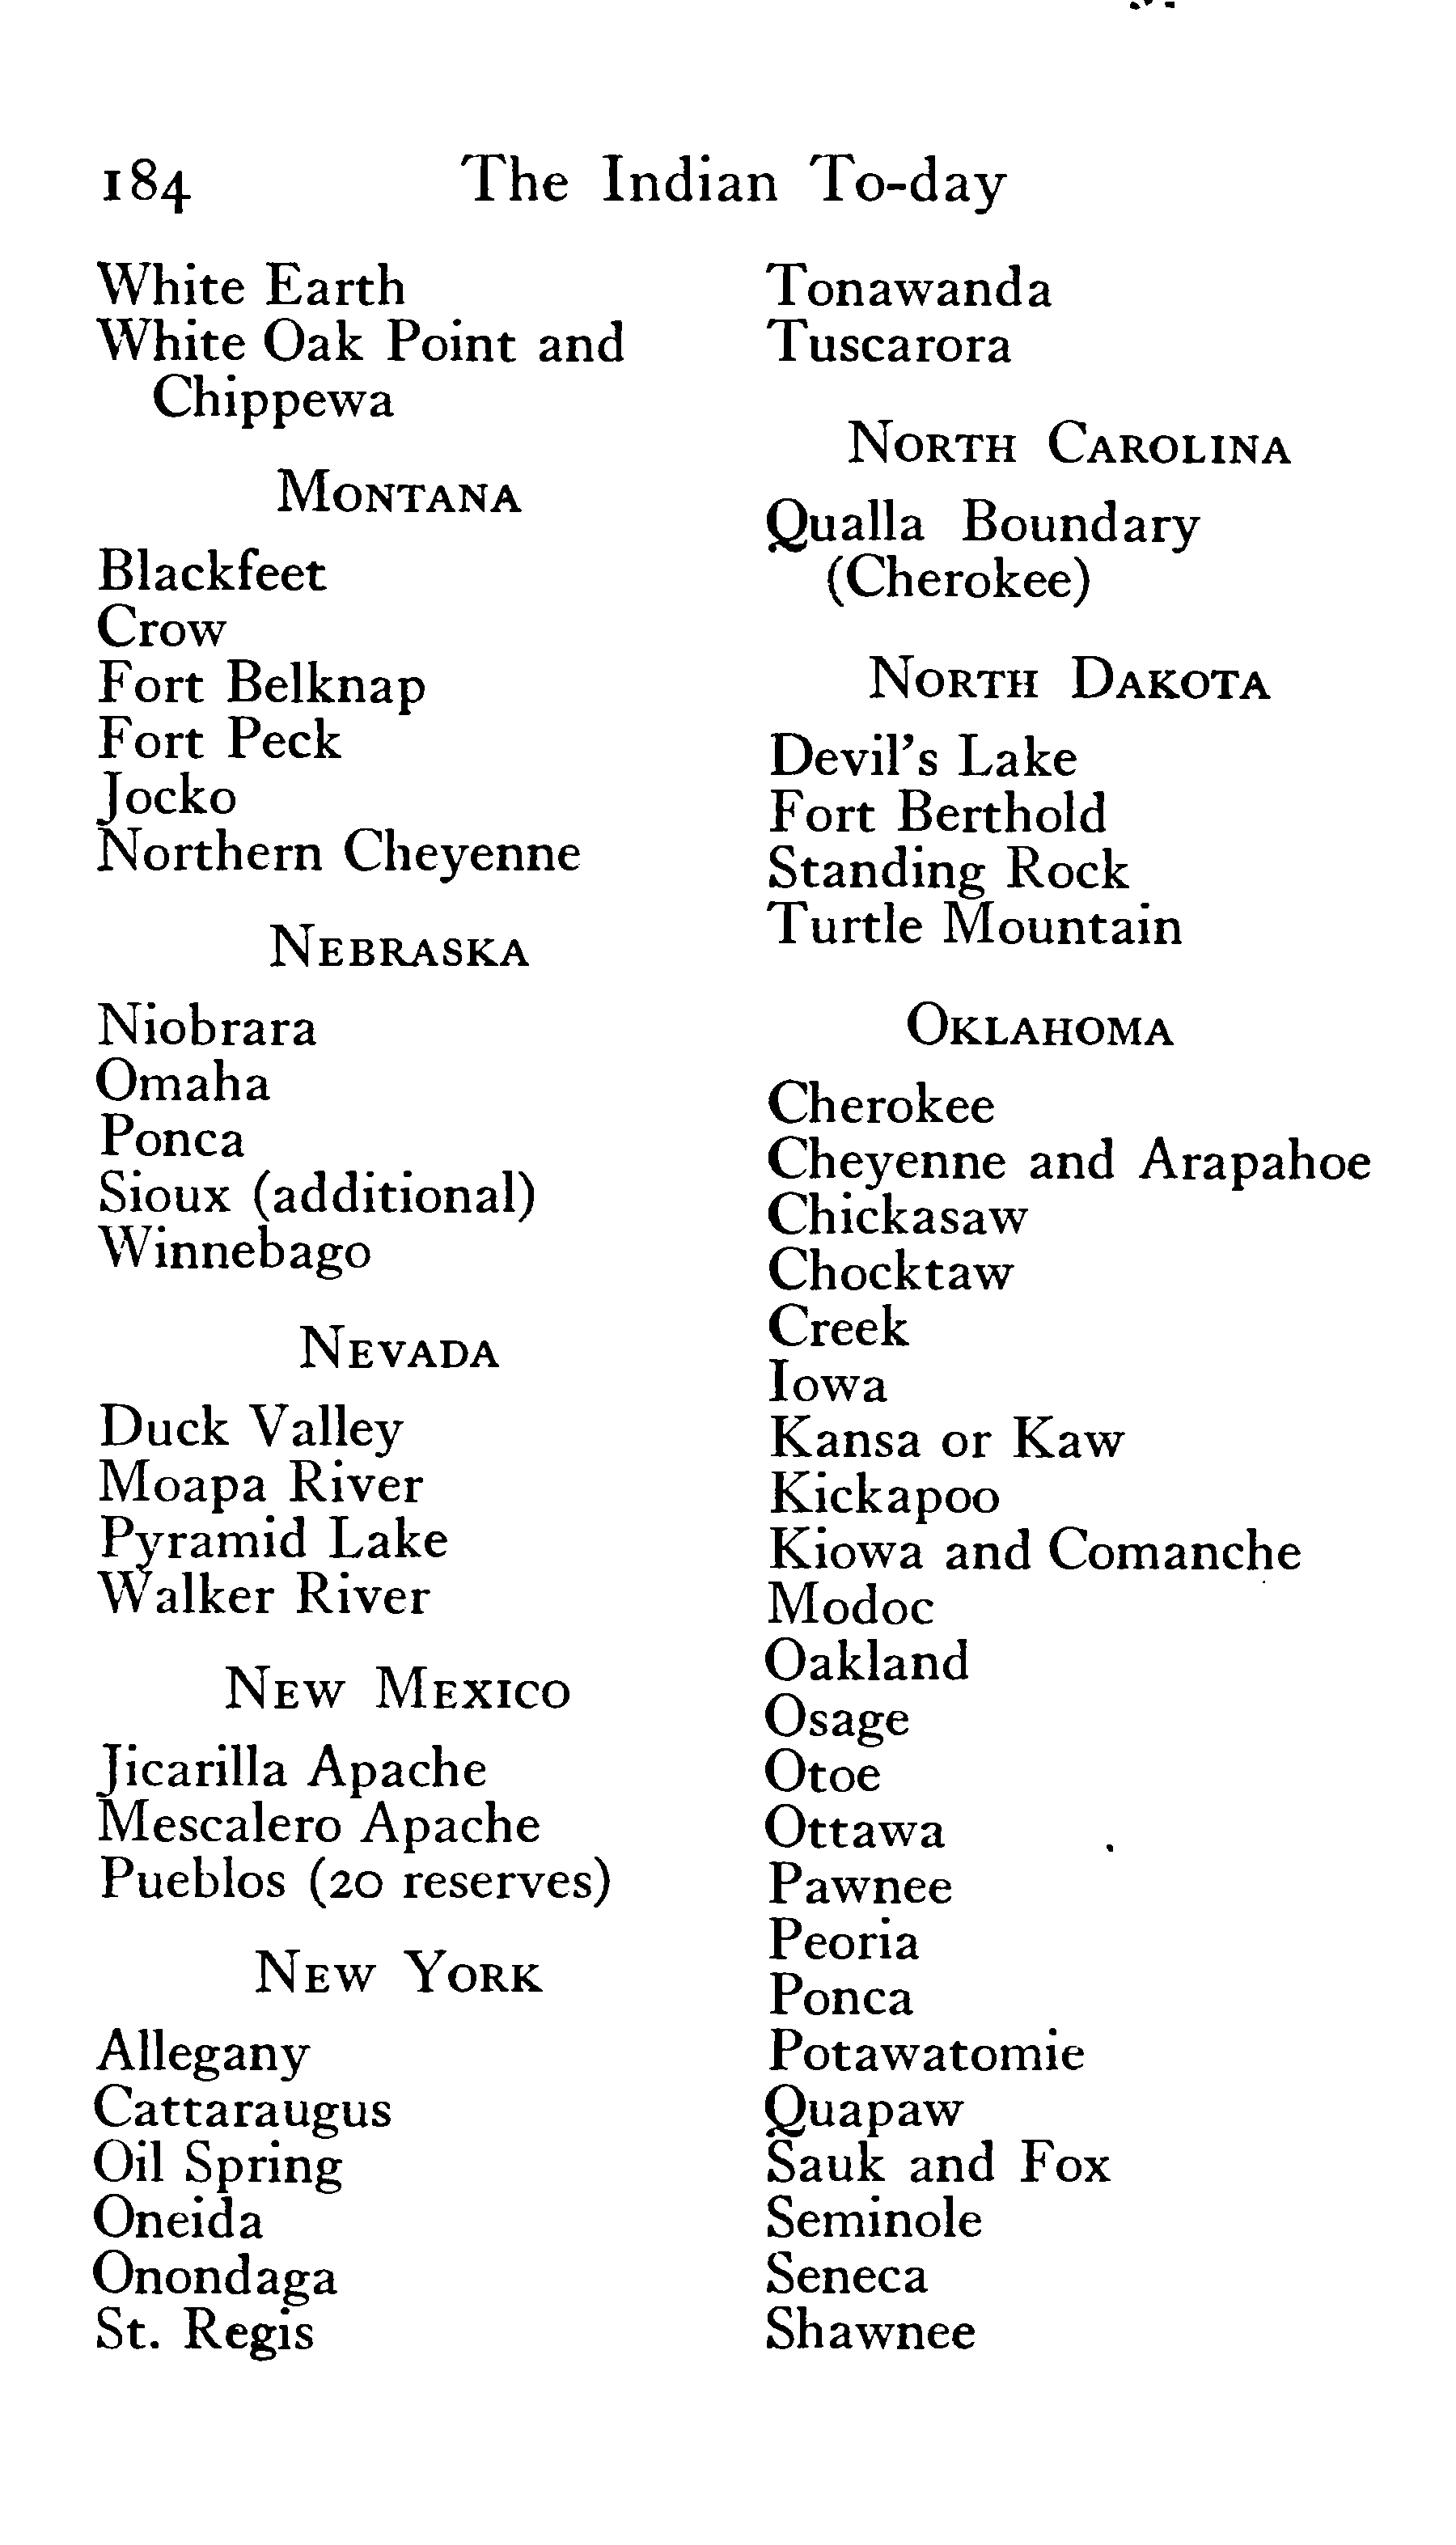 184 The Indian To-day
White Earth
White Oak Point and
Chippewa
MONTANA
Blackfeet
Crow
Fort Belknap
Fort Peck
Jocko
Northern Cheyenne
NEBRASKA
Niobrara
Omaha
Ponca
Sioux (additional)
Winnebago
NEVADA
Duck Valley
Moapa River
Pyramid Lake
Walker River
NEW MEXICO
Jicarilla Apache
Mescalero Apache
Pueblos (20 reserves)
NEW YORK
Allegany
Cattaraugus
Oil Spring
Oneida
Onondaga
St. Regis
Tonawanda
Tuscarora
NORTH CAROLINA
Qualla Boundary
(Cherokee)
NORTH DAKOTA
Devil's Lake
Fort Berthold
Standing Rock
Turtle Mountain
OKLAHOMA
Cherokee
Cheyenne and Arapahoe
Chickasaw
Chocktaw
Creek
Iowa
Kansa or Kaw
Kickapoo
Kiowa and Comanche
Modoc
Oakland
Osage
Otoe
Ottawa
Pawnee
Peoria
Ponca
Potawatomie
Quapaw
Sauk and Fox
Seminole
Seneca
Shawnee